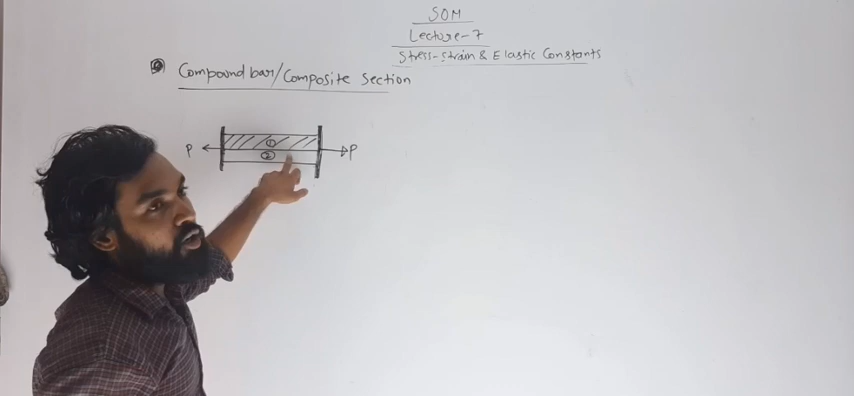 SOM
Lecture-7
Stress-strain & Elastic Constants
Compound bar/Composite Section
P ① P
②